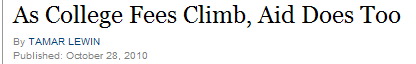 As College Fees Climb, Aid Does Too
By TAMAR LEWIN
Published: October 28, 2010